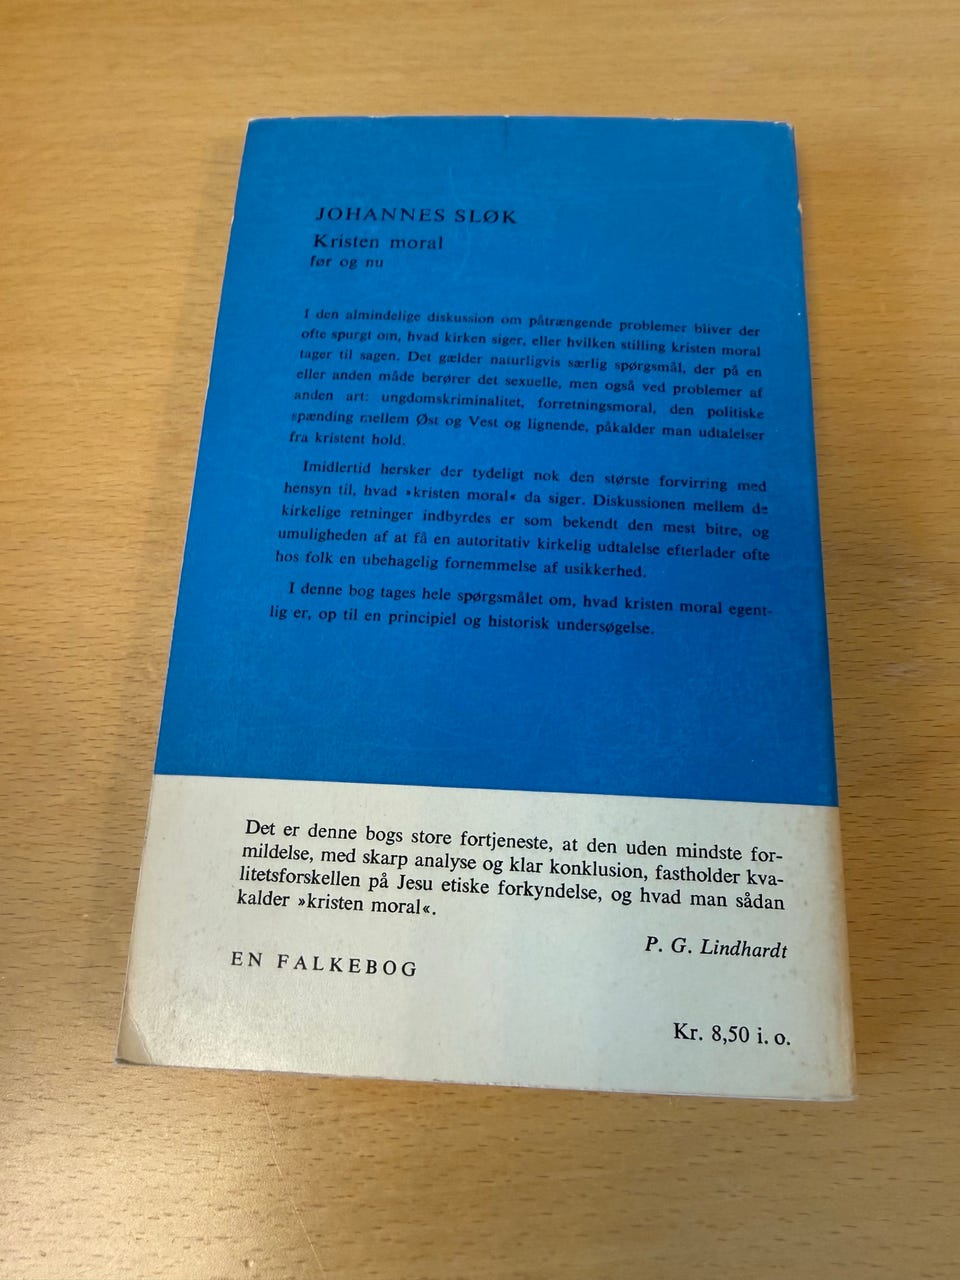 JOHANNES SLØK
Kristen moral
før og nu
I den almindelige diskussion om påtrængende problemer bliver der
ofte spurgt om, hvad kirken siger, eller hvilken stilling kristen moral
tager til sagen. Det gælder naturligvis særlig spørgsmål, der på en
eller anden måde berører det sexuelle, men også ved problemer af
anden art: ungdomskriminalitet, forretningsmoral, den politiske
spænding mellem Øst og Vest og lignende, påkalder man udtalelser
fra kristent hold.
Imidlertid hersker der tydeligt nok den største forvirring med
hensyn til, hvad »kristen moral« da siger. Diskussionen mellem de
kirkelige retninger indbyrdes er som bekendt den mest bitre, og
umuligheden af at få en autoritativ kirkelig udtalelse efterlader ofte
hos folk en ubehagelig fornemmelse af usikkerhed.
I denne bog tages hele spørgsmålet om, hvad kristen moral egent-
lig er, op til en principiel og historisk undersøgelse.
Det er denne bogs store fortjeneste, at den uden mindste for-
mildelse, med skarp analyse og klar konklusion, fastholder kva-
litetsforskellen på Jesu etiske forkyndelse, og hvad man sådan
kalder »kristen moral«.
P. G. Lindhardt
EN FALKEBOG
Kr. 8,50 i. o.